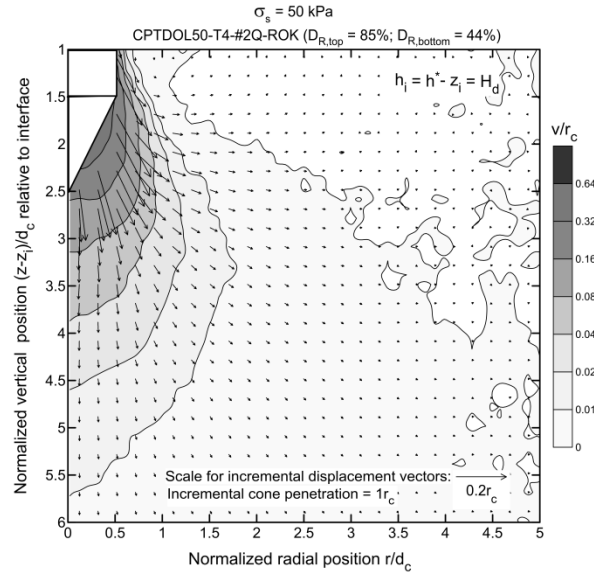 σs = 50 kPa
CPTDOL50-T4-#2Q-ROK (DR,top = 85%; DR,bottom = 44%)
hi = h* - zi = Hd
v/rc
0.64
0.32
0.16
0.08
0.04
0.02
0.01
0
Normalized vertical position (z-zi)/dc relative to interface
1
1.5
2
2.5
3
3.5
4
4.5
5
5.5
6
Scale for incremental displacement vectors:
Incremental cone penetration = 1rc
0.2rc
0 0.5 1 1.5 2 2.5 3 3.5 4 4.5 5
Normalized radial position r/dc